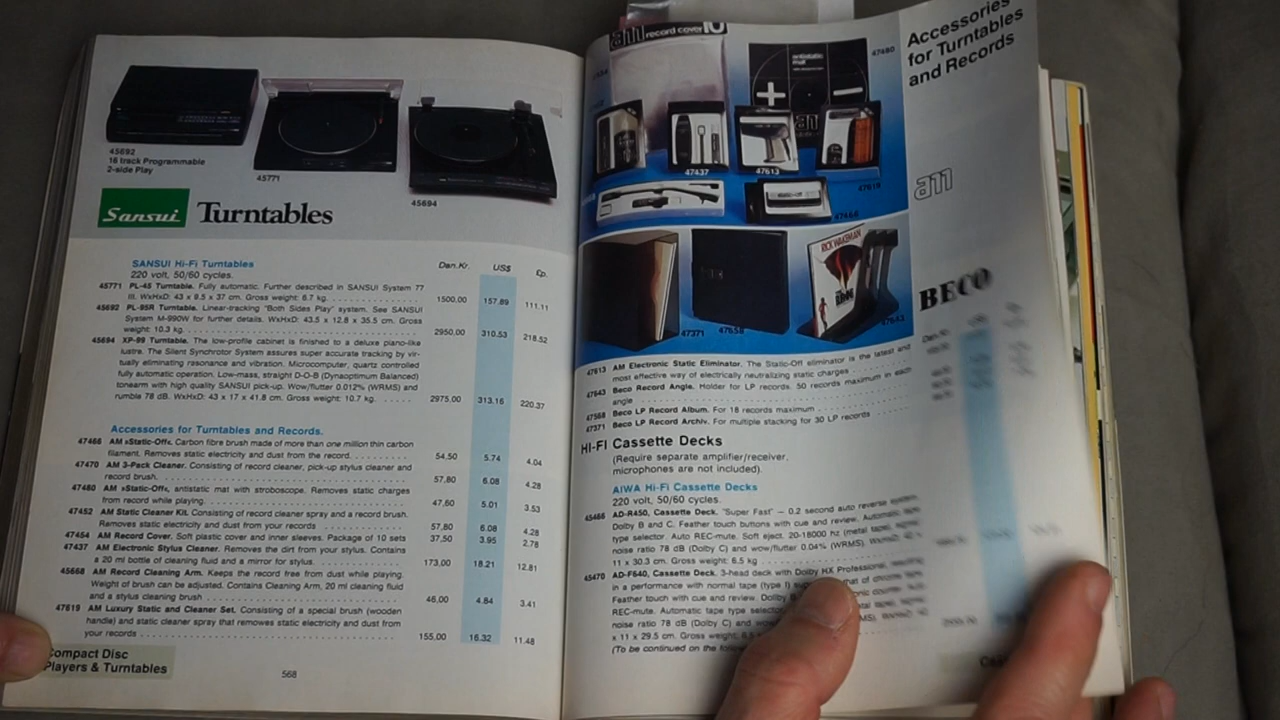 45692
16 track Programmable
2-side Play
45771
45694
Sansui Turntables
Dan.Kr. US$ £p.
SANSUI Hi-Fi Turntables
220 volt, 50/60 cycles.
45771 PL-45 Turntable. Fully automatic. Further described in SANSUI System 77
III. WxHxD: 43 x 8.5 x 37 cm. Gross weight: 6.7 kg. 1500,00 157.89 111.11
45692 PL-95R Turntable. Linear-tracking "Both Sides Play" system. See SANSUI
System M-990W for further details. WxHxD: 43.5 x 12.8 x 35.5 cm. Gross
weight: 10.3 kg. 2950,00 310.53 218.52
45694 XP-99 Turntable. The low-profile cabinet is finished to a deluxe piano-like
lustre. The Silent Synchrotor System assures super accurate tracking by vir-
tually eliminating resonance and vibration. Microcomputer, quartz controlled
fully automatic operation. Low-mass, straight D-O-B (Dynaoptimum Balanced)
tonearm with high quality SANSUI pick-up. Wow/flutter 0.012% (WRMS) and
rumble 78 dB. WxHxD: 43 x 17 x 41.8 cm. Gross weight: 10.7 kg. 2975,00 313.16 220.37
Accessories for Turntables and Records.
47466 AM »Static-Off«. Carbon fibre brush made of more than one million thin carbon
filament. Removes static electricity and dust from the record. 54,50 5.74 4.04
47470 AM 3-Pack Cleaner. Consisting of record cleaner, pick-up stylus cleaner and
record brush. 57,80 6.08 4.28
47480 AM »Static-Off«, antistatic mat with stroboscope. Removes static charges
from record while playing. 47,60 5.01 3.53
47452 AM Static Cleaner Kit. Consisting of record cleaner spray and a record brush.
Removes static electricity and dust from your records 57,80 6.08 4.28
47454 AM Record Cover. Soft plastic cover and inner sleeves. Package of 10 sets 37,50 3.95 2.78
47437 AM Electronic Stylus Cleaner. Removes the dirt from your stylus. Contains
a 20 ml bottle of cleaning fluid and a mirror for stylus. 173,00 18.21 12.81
45668 AM Record Cleaning Arm. Keeps the record free from dust while playing.
Weight of brush can be adjusted. Contains Cleaning Arm, 20 ml cleaning fluid
and a stylus cleaning brush 46,00 4.84 3.41
47619 AM Luxury Static and Cleaner Set. Consisting of a special brush (wooden
handle) and static cleaner spray that removes static electricity and dust from
your records 155,00 16.32 11.48
Compact Disc
Players & Turntables
568
am record cover 10
47480
antistatic
mat
47437
47613
47619
RICK WAKEMAN
47371
47643
Accessories
for Turntables
and Records
am
BECO
47613 AM Electronic Static Eliminator. The Static-Off eliminator is the latest and
most effective way of electrically neutralizing static charges
47643 Beco Record Angle. Holder for LP records. 50 records maximum in each
angle
47568 Beco LP Record Album. For 18 records maximum
47371 Beco LP Record Archiv. For multiple stacking for 30 LP records
HI-FI Cassette Decks
(Require separate amplifier/receiver.
microphones are not included).
AIWA Hi-Fi Cassette Decks
220 volt, 50/60 cycles.
45466 AD-R450, Cassette Deck. "Super Fast" – 0.2 second auto reverse system.
Dolby B and C. Feather touch buttons with cue and review. Automatic tape
type selector. Auto REC-mute. Soft eject. 20-18000 hz (metal tape), signal
noise ratio 78 dB (Dolby C) and wow/flutter 0.04% (WRMS). WxHxD: 42 x
11 x 30.3 cm. Gross weight: 6.5 kg
45470 AD-F640, Cassette Deck. 3-head deck with Dolby HX Professional, resulting
in a performance with normal tape (type I) that of chrome tape.
Feather touch with cue and review. Dolby
REC-mute. Automatic tape type selector
noise ratio 78 dB (Dolby C) and
x 11 x 29.5 cm. Gross weight:
(To be continued on the